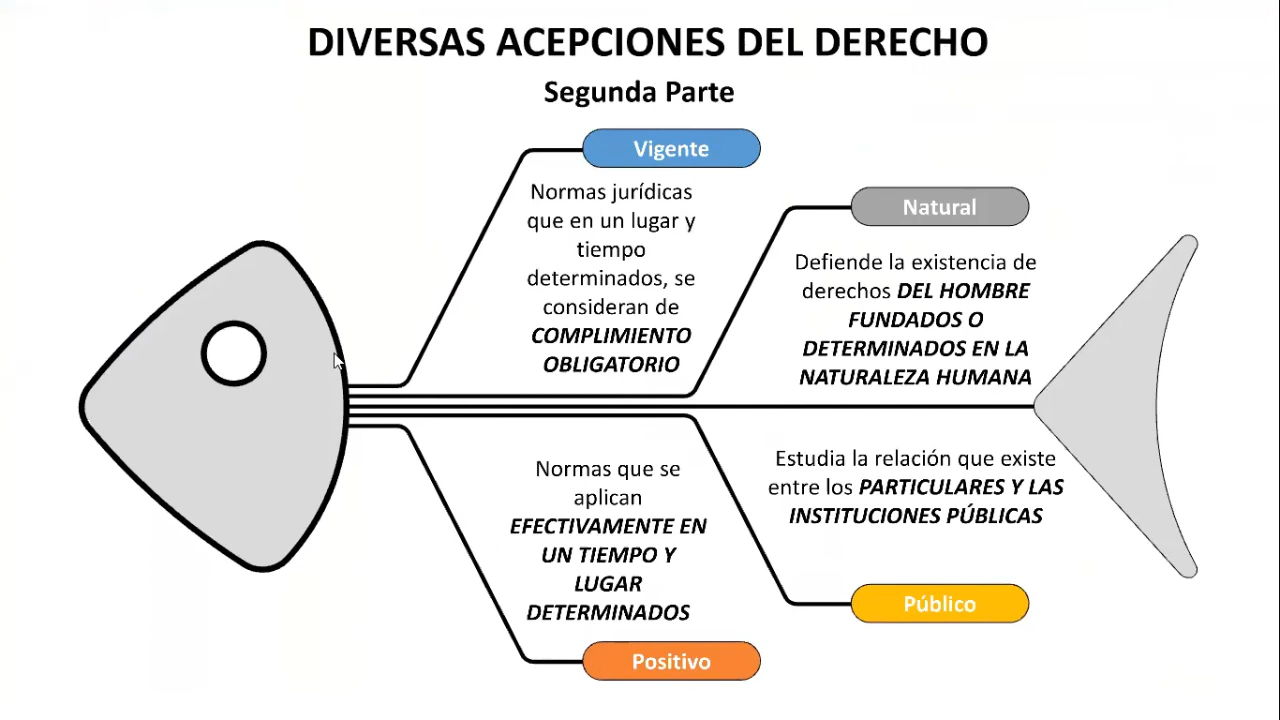 DIVERSAS ACEPCIONES DEL DERECHO
Segunda Parte
Vigente
Normas jurídicas
que en un lugar y
tiempo
determinados, se
consideran de
COMPLIMIENTO
OBLIGATORIO
Natural
Defiende la existencia de
derechos DEL HOMBRE
FUNDADOS O
DETERMINADOS EN LA
NATURALEZA HUMANA
Normas que se
aplican
EFECTIVAMENTE EN
UN TIEMPO Y
LUGAR
DETERMINADOS
Positivo
Estudia la relación que existe
entre los PARTICULARES Y LAS
INSTITUCIONES PÚBLICAS
Público